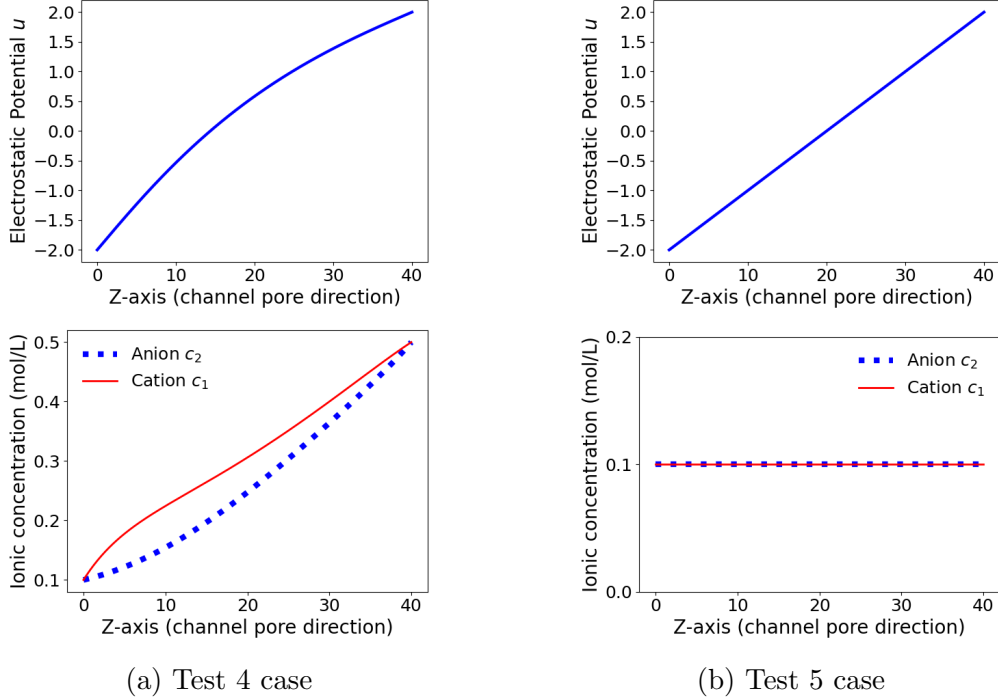 Electrostatic Potential u
2.0
1.5
1.0
0.5
0.0
−0.5
−1.0
−1.5
−2.0
0 10 20 30 40
Z-axis (channel pore direction)
Electrostatic Potential u
2.0
1.5
1.0
0.5
0.0
−0.5
−1.0
−1.5
−2.0
0 10 20 30 40
Z-axis (channel pore direction)
Ionic concentration (mol/L)
0.5
0.4
0.3
0.2
0.1
Anion c₂
Cation c₁
0 10 20 30 40
Z-axis (channel pore direction)
Ionic concentration (mol/L)
0.2
0.1
0.0
Anion c₂
Cation c₁
0 10 20 30 40
Z-axis (channel pore direction)
(a) Test 4 case
(b) Test 5 case